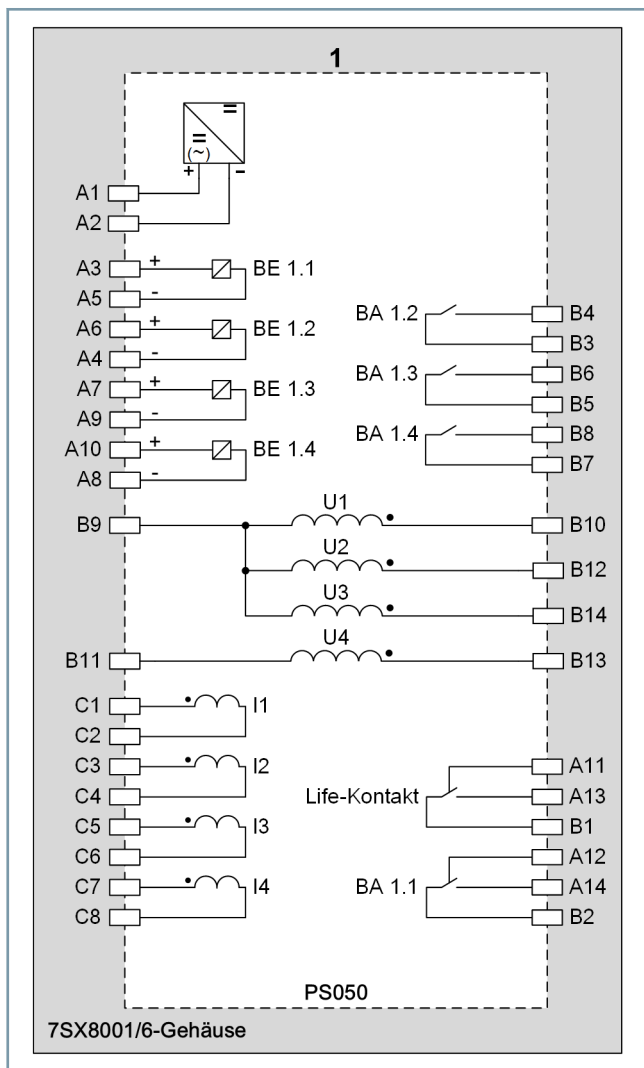 1
=
=
(~)
+ -
A1
A2
A3 + BE 1.1
A5 -
A6 + BE 1.2
A4 -
A7 + BE 1.3
A9 -
A10 + BE 1.4
A8 -
BA 1.2 B4
B3
BA 1.3 B6
B5
BA 1.4 B8
B7
B9 U1 B10
U2 B12
U3 B14
B11 U4 B13
C1 I1
C2
C3 I2
C4
C5 I3
C6
C7 I4
C8
A11
Life-Kontakt A13
B1
A12
BA 1.1 A14
B2
PS050
7SX8001/6-Gehäuse